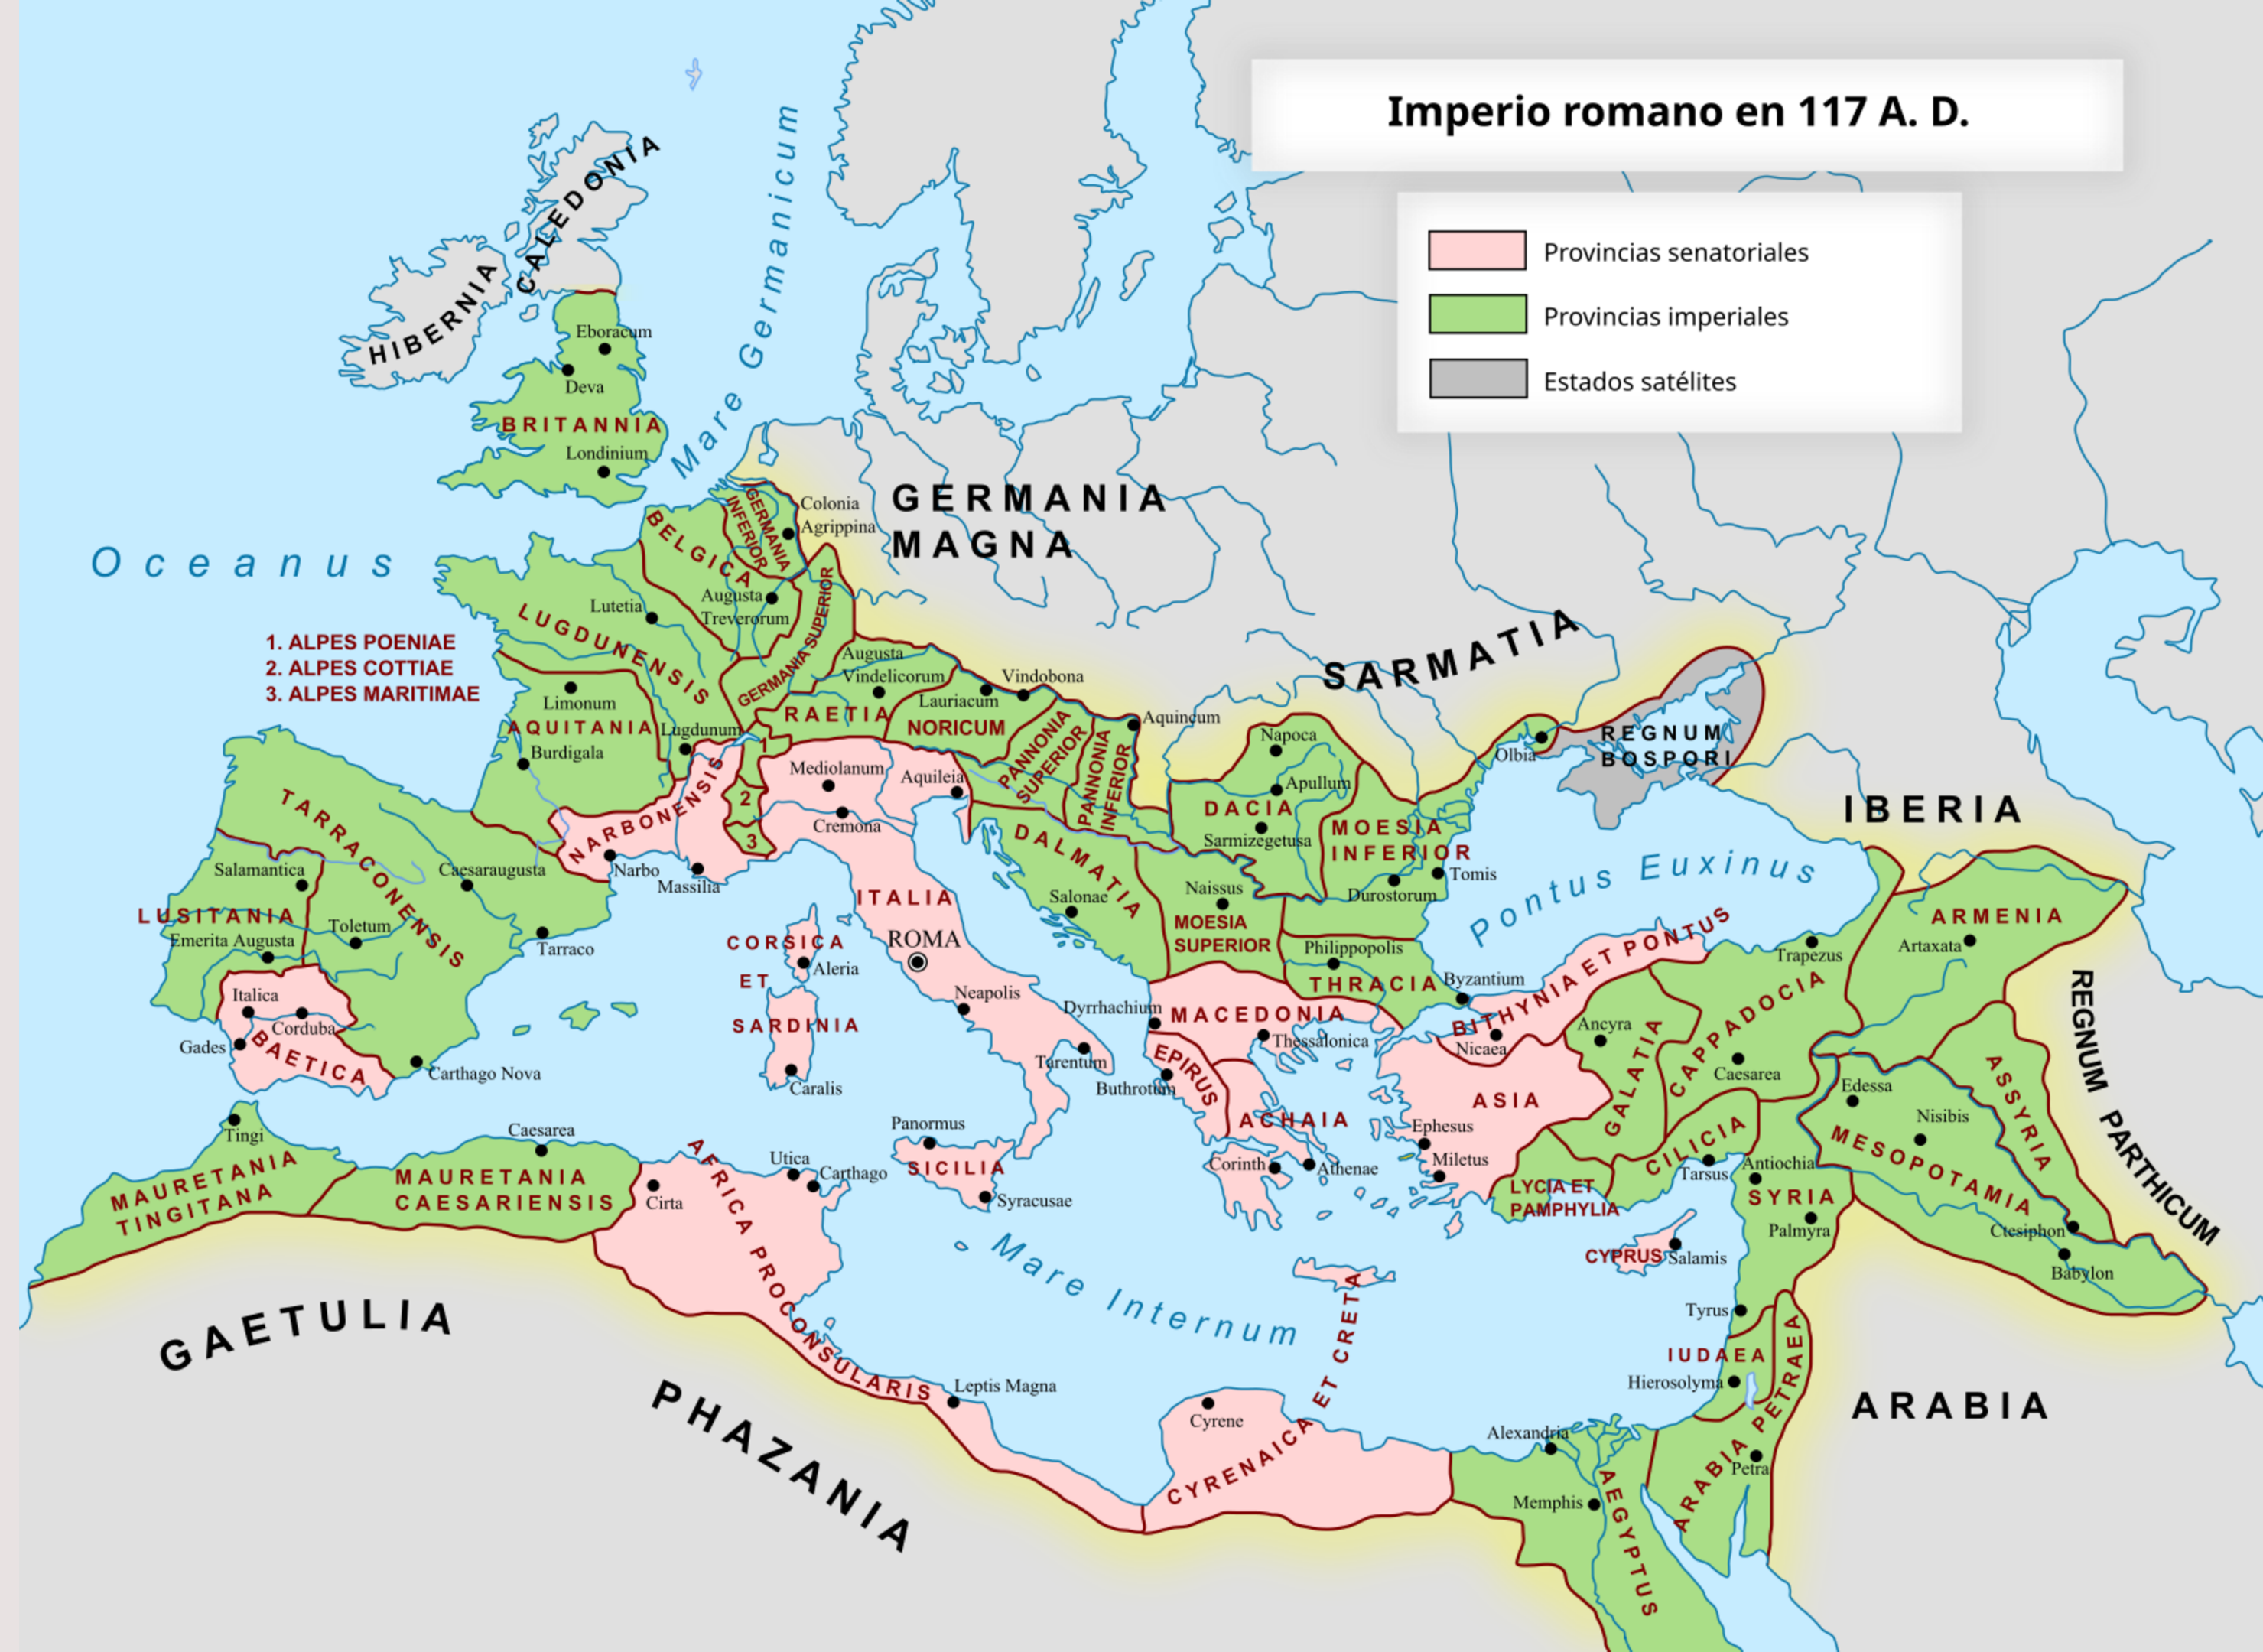 Imperio romano en 117 A. D.
Provincias senatoriales
Provincias imperiales
Estados satélites
CALEDONIA
HIBERNIA
Mare Germanicum
Eboracum
Deva
BRITANNIA
Londinium
Oceanus
GERMANIA
MAGNA
Colonia
Agrippina
GERMANIA
INFERIOR
BELGICA
Augusta
Treverorum
Lutetia
LUGDUNENSIS
GERMANIA SUPERIOR
1. ALPES POENIAE
2. ALPES COTTIAE
3. ALPES MARITIMAE
Limonum
AQUITANIA
Burdigala
Lugdunum
Augusta
Vindelicorum
RAETIA
Lauriacum
NORICUM
Vindobona
PANNONIA
SUPERIOR
PANNONIA
INFERIOR
Aquincum
SARMATIA
Napoca
Apullum
DACIA
Sarmizegetusa
MOESIA
INFERIOR
Durostorum
Tomis
Olbia
REGNUM
BOSPORI
IBERIA
Pontus Euxinus
1
2
3
NARBONENSIS
Narbo
Massilia
Mediolanum
Cremona
Aquileia
ITALIA
ROMA
Neapolis
Tarentum
DALMATIA
Salonae
Naissus
MOESIA
SUPERIOR
Philippopolis
THRACIA
Byzantium
TARRACONENSIS
Salamantica
Caesaraugusta
LUSITANIA
Toletum
Emerita Augusta
Tarraco
Italica
Corduba
Gades
BAETICA
Carthago Nova
CORSICA
ET
SARDINIA
Aleria
Caralis
Dyrrhachium
MACEDONIA
Thessalonica
EPIRUS
Buthrotum
ACHAIA
Corinth
Athenae
BITHYNIA ET PONTUS
Nicaea
Ancyra
GALATIA
CAPPADOCIA
Caesarea
Trapezus
ARMENIA
Artaxata
REGNUM PARTHICUM
ASIA
Ephesus
Miletus
LYCIA ET
PAMPHYLIA
CILICIA
Tarsus
Antiochia
SYRIA
Palmyra
Edessa
Nisibis
MESOPOTAMIA
ASSYRIA
Ctesiphon
Babylon
CYPRUS
Salamis
Tyrus
IUDAEA
Hierosolyma
ARABIA PETRAEA
Petra
ARABIA
Tingi
MAURETANIA
TINGITANA
Caesarea
MAURETANIA
CAESARIENSIS
Cirta
Utica
Carthago
AFRICA PROCONSULARIS
Panormus
SICILIA
Syracusae
Mare Internum
Leptis Magna
GAETULIA
PHAZANIA
Cyrene
CYRENAICA ET CRETA
Alexandria
Memphis
AEGYPTUS